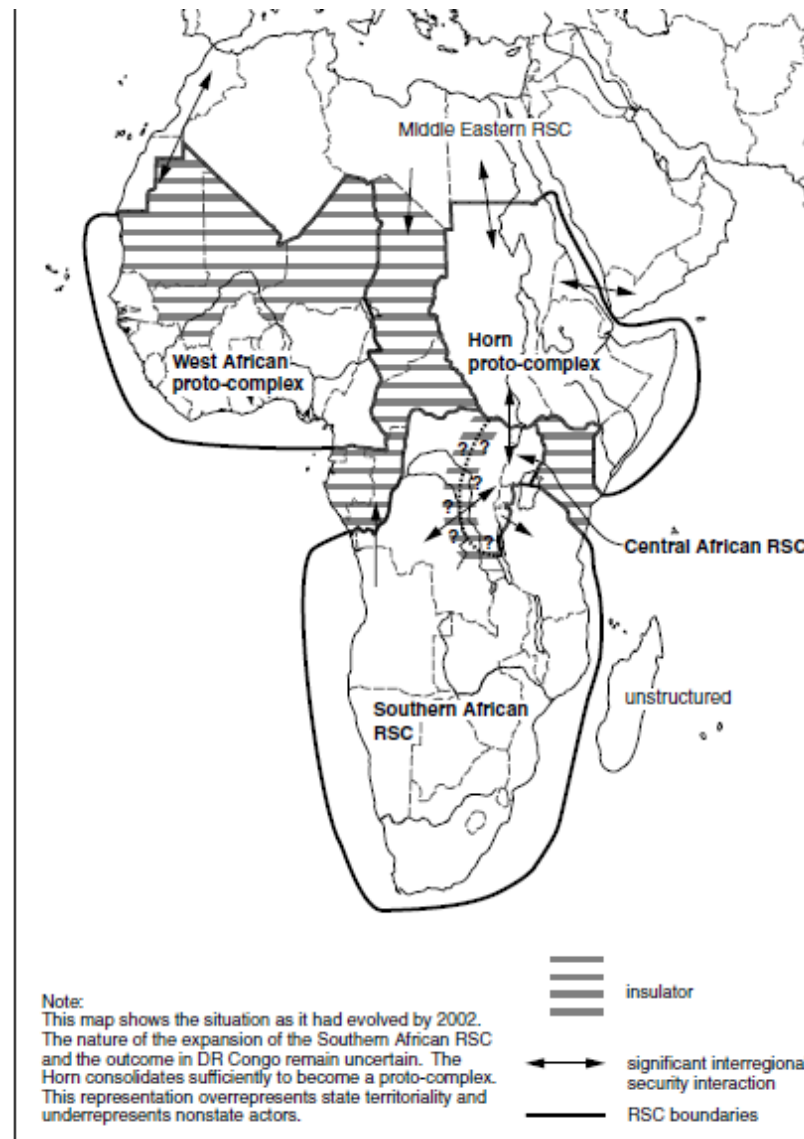 Middle Eastern RSC
West African
proto-complex
Horn
proto-complex
? ?
?
?
? ?
Central African RSC
unstructured
Southern African
RSC
insulator
Note:
This map shows the situation as it had evolved by 2002.
The nature of the expansion of the Southern African RSC
and the outcome in DR Congo remain uncertain. The
Horn consolidates sufficiently to become a proto-complex.
This representation overrepresents state territoriality and
underrepresents nonstate actors.
significant interregiona
security interaction
RSC boundaries